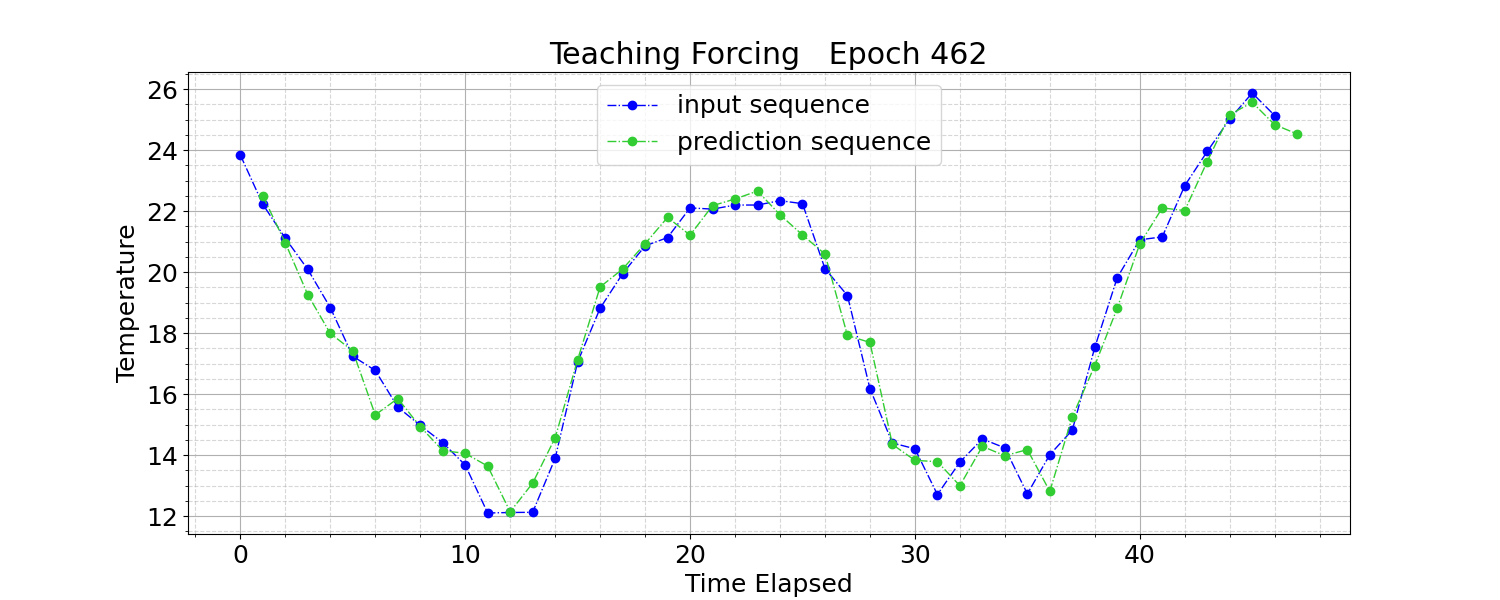 Teaching Forcing   Epoch 462
26
24
22
20
18
16
14
12
Temperature
input sequence
prediction sequence
0 10 20 30 40
Time Elapsed